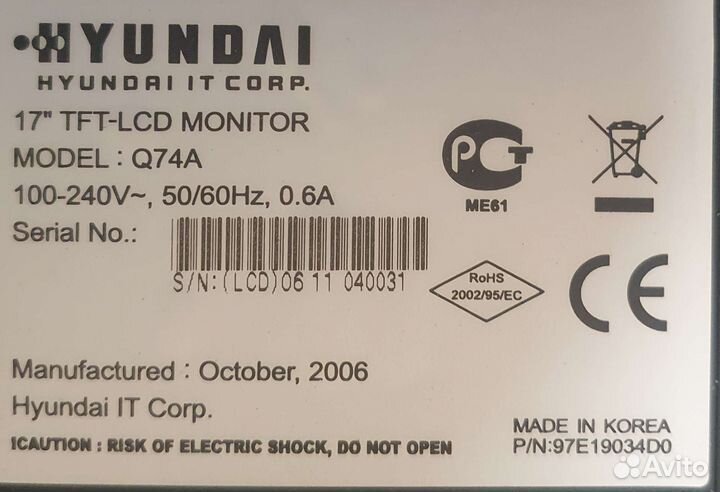 HYUNDAI
HYUNDAI IT CORP.
17" TFT-LCD MONITOR
MODEL : Q74A
100-240V~, 50/60Hz, 0.6A
Serial No.:
S/N:(LCD)06 11 040031
РСТ
ME61
RoHS
2002/95/EC
CE
Manufactured : October, 2006
Hyundai IT Corp.
!CAUTION : RISK OF ELECTRIC SHOCK, DO NOT OPEN
MADE IN KOREA
P/N:97E19034D0
Avito